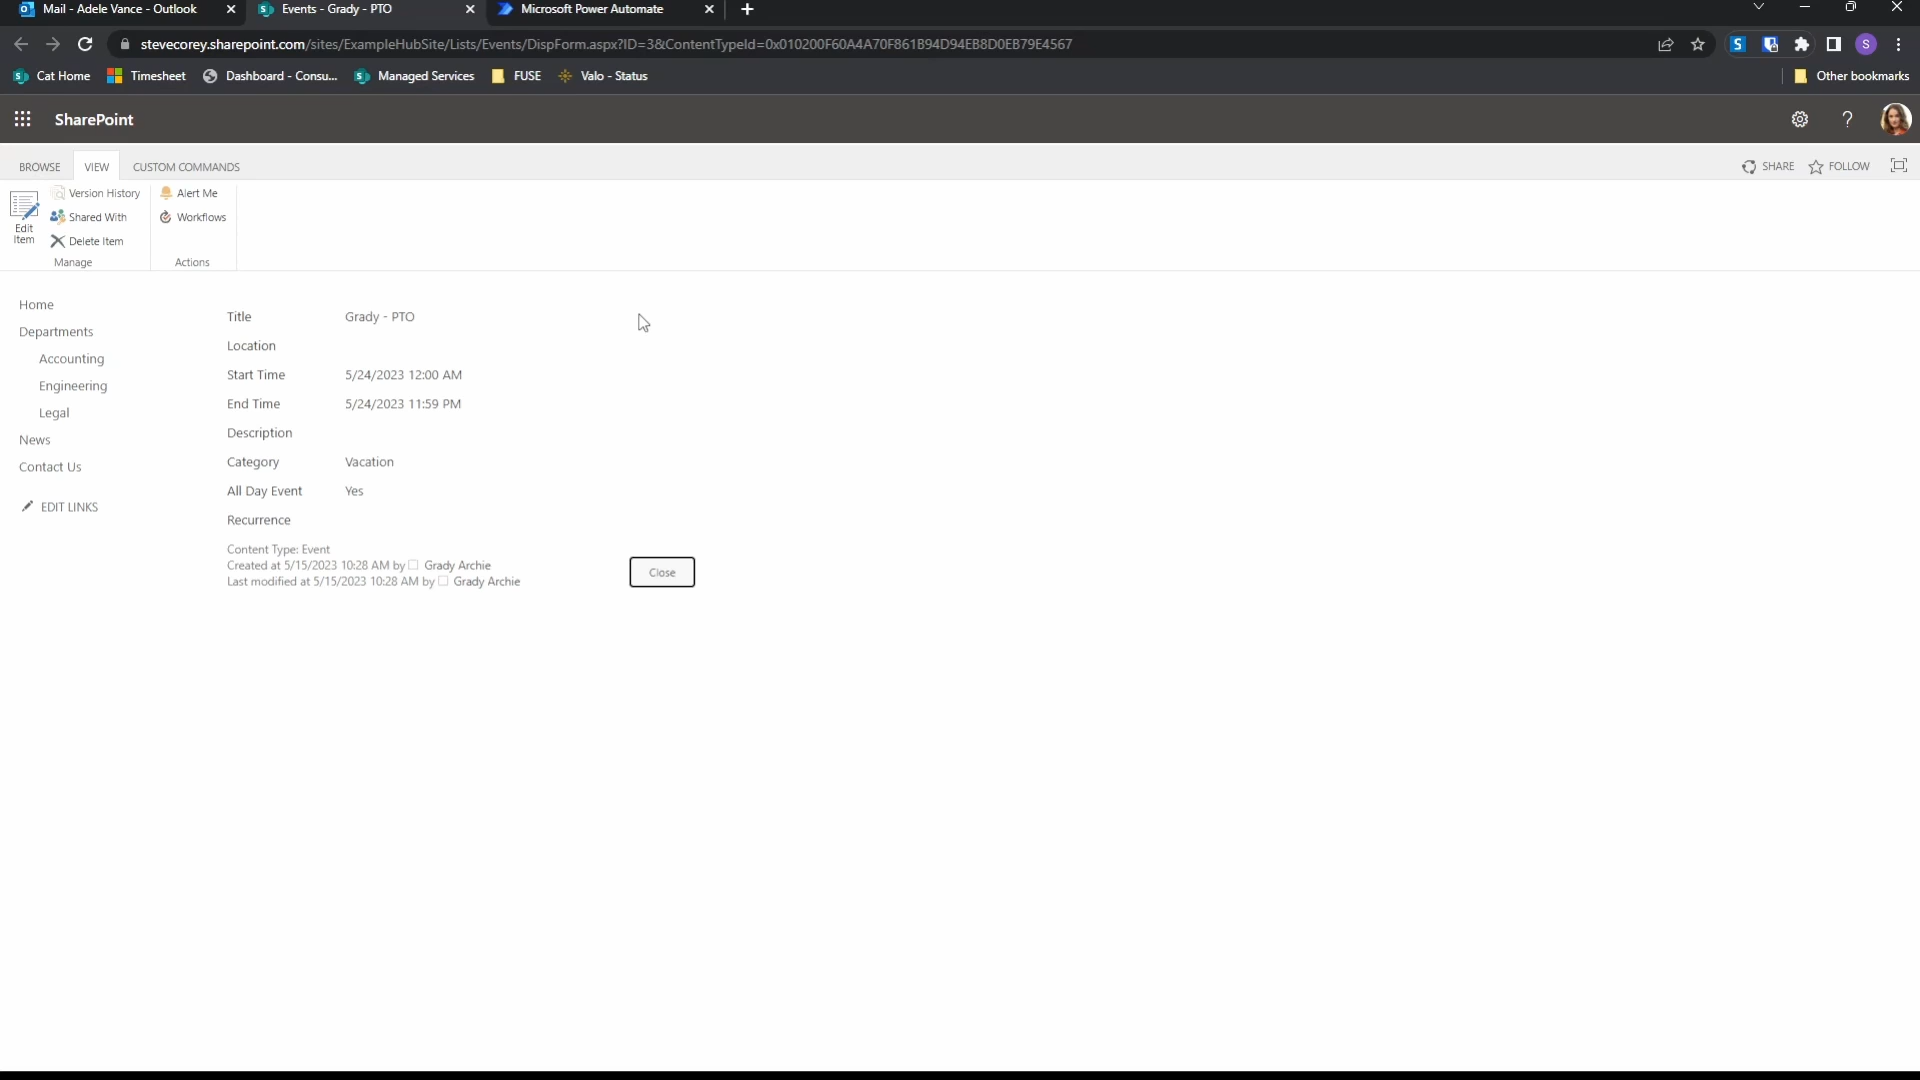 Mail - Adele Vance - Outlook
Events - Grady - PTO
Microsoft Power Automate
stevecorey.sharepoint.com/sites/ExampleHubSite/Lists/Events/DispForm.aspx?ID=3&ContentTypeId=0x010200F60A4A70F861B94D94EB8D0EB79E4567
S
S
Cat Home
Timesheet
Dashboard - Consu...
Managed Services
FUSE
Valo - Status
Other bookmarks
SharePoint
?
BROWSE
VIEW
CUSTOM COMMANDS
SHARE
FOLLOW
Edit
Item
Version History
Shared With
Delete Item
Manage
Alert Me
Workflows
Actions
Home
Departments
Accounting
Engineering
Legal
News
Contact Us
EDIT LINKS
Title Grady - PTO
Location
Start Time 5/24/2023 12:00 AM
End Time 5/24/2023 11:59 PM
Description
Category Vacation
All Day Event Yes
Recurrence
Content Type: Event
Created at 5/15/2023 10:28 AM by Grady Archie
Last modified at 5/15/2023 10:28 AM by Grady Archie
Close